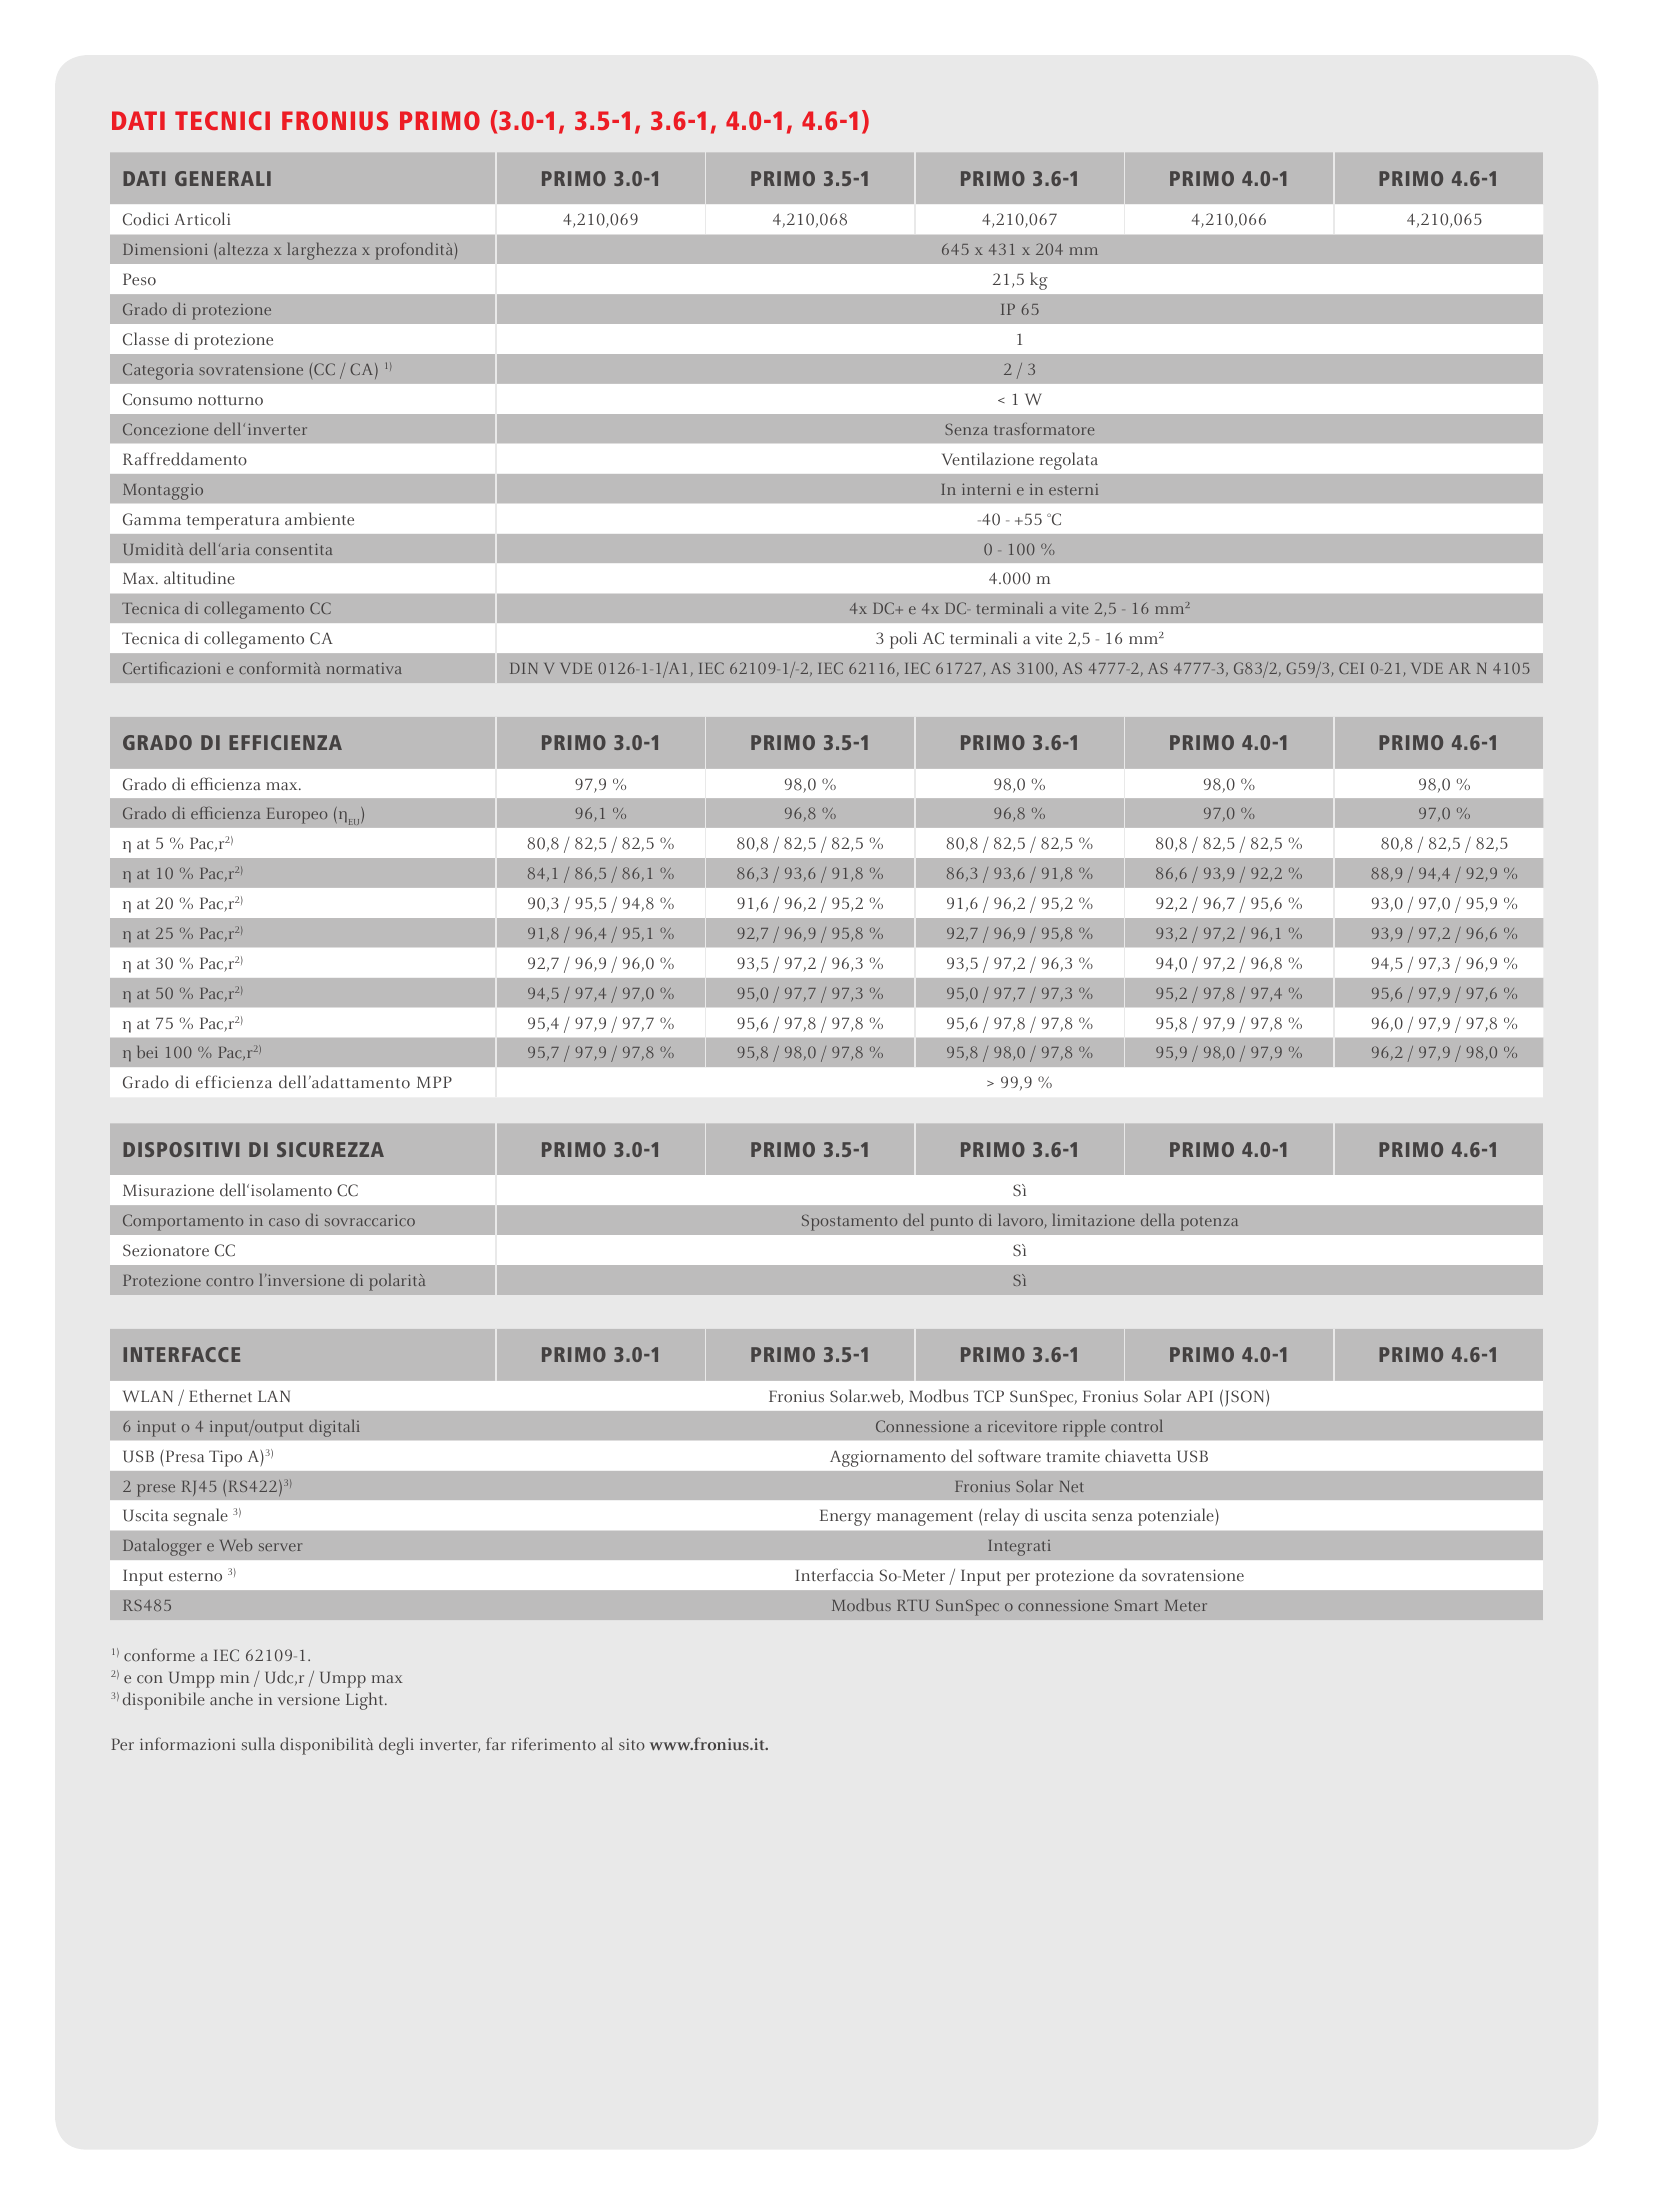 DATI TECNICI FRONIUS PRIMO (3.0-1, 3.5-1, 3.6-1, 4.0-1, 4.6-1)
DATI GENERALI PRIMO 3.0-1 PRIMO 3.5-1 PRIMO 3.6-1 PRIMO 4.0-1 PRIMO 4.6-1
Codici Articoli 4,210,069 4,210,068 4,210,067 4,210,066 4,210,065
Dimensioni (altezza x larghezza x profondità) 645 x 431 x 204 mm
Peso 21,5 kg
Grado di protezione IP 65
Classe di protezione 1
Categoria sovratensione (CC / CA) 1) 2 / 3
Consumo notturno < 1 W
Concezione dell‘inverter Senza trasformatore
Raffreddamento Ventilazione regolata
Montaggio In interni e in esterni
Gamma temperatura ambiente -40 - +55 °C
Umidità dell‘aria consentita 0 - 100 %
Max. altitudine 4.000 m
Tecnica di collegamento CC 4x DC+ e 4x DC- terminali a vite 2,5 - 16 mm²
Tecnica di collegamento CA 3 poli AC terminali a vite 2,5 - 16 mm²
Certificazioni e conformità normativa DIN V VDE 0126-1-1/A1, IEC 62109-1/-2, IEC 62116, IEC 61727, AS 3100, AS 4777-2, AS 4777-3, G83/2, G59/3, CEI 0-21, VDE AR N 4105
GRADO DI EFFICIENZA PRIMO 3.0-1 PRIMO 3.5-1 PRIMO 3.6-1 PRIMO 4.0-1 PRIMO 4.6-1
Grado di efficienza max. 97,9 % 98,0 % 98,0 % 98,0 % 98,0 %
Grado di efficienza Europeo (ηEU) 96,1 % 96,8 % 96,8 % 97,0 % 97,0 %
η at 5 % Pac,r2) 80,8 / 82,5 / 82,5 % 80,8 / 82,5 / 82,5 % 80,8 / 82,5 / 82,5 % 80,8 / 82,5 / 82,5 % 80,8 / 82,5 / 82,5
η at 10 % Pac,r2) 84,1 / 86,5 / 86,1 % 86,3 / 93,6 / 91,8 % 86,3 / 93,6 / 91,8 % 86,6 / 93,9 / 92,2 % 88,9 / 94,4 / 92,9 %
η at 20 % Pac,r2) 90,3 / 95,5 / 94,8 % 91,6 / 96,2 / 95,2 % 91,6 / 96,2 / 95,2 % 92,2 / 96,7 / 95,6 % 93,0 / 97,0 / 95,9 %
η at 25 % Pac,r2) 91,8 / 96,4 / 95,1 % 92,7 / 96,9 / 95,8 % 92,7 / 96,9 / 95,8 % 93,2 / 97,2 / 96,1 % 93,9 / 97,2 / 96,6 %
η at 30 % Pac,r2) 92,7 / 96,9 / 96,0 % 93,5 / 97,2 / 96,3 % 93,5 / 97,2 / 96,3 % 94,0 / 97,2 / 96,8 % 94,5 / 97,3 / 96,9 %
η at 50 % Pac,r2) 94,5 / 97,4 / 97,0 % 95,0 / 97,7 / 97,3 % 95,0 / 97,7 / 97,3 % 95,2 / 97,8 / 97,4 % 95,6 / 97,9 / 97,6 %
η at 75 % Pac,r2) 95,4 / 97,9 / 97,7 % 95,6 / 97,8 / 97,8 % 95,6 / 97,8 / 97,8 % 95,8 / 97,9 / 97,8 % 96,0 / 97,9 / 97,8 %
η bei 100 % Pac,r2) 95,7 / 97,9 / 97,8 % 95,8 / 98,0 / 97,8 % 95,8 / 98,0 / 97,8 % 95,9 / 98,0 / 97,9 % 96,2 / 97,9 / 98,0 %
Grado di efficienza dell’adattamento MPP > 99,9 %
DISPOSITIVI DI SICUREZZA PRIMO 3.0-1 PRIMO 3.5-1 PRIMO 3.6-1 PRIMO 4.0-1 PRIMO 4.6-1
Misurazione dell‘isolamento CC Sì
Comportamento in caso di sovraccarico Spostamento del punto di lavoro, limitazione della potenza
Sezionatore CC Sì
Protezione contro l’inversione di polarità Sì
INTERFACCE PRIMO 3.0-1 PRIMO 3.5-1 PRIMO 3.6-1 PRIMO 4.0-1 PRIMO 4.6-1
WLAN / Ethernet LAN Fronius Solar.web, Modbus TCP SunSpec, Fronius Solar API (JSON)
6 input o 4 input/output digitali Connessione a ricevitore ripple control
USB (Presa Tipo A)3) Aggiornamento del software tramite chiavetta USB
2 prese RJ45 (RS422)3) Fronius Solar Net
Uscita segnale 3) Energy management (relay di uscita senza potenziale)
Datalogger e Web server Integrati
Input esterno 3) Interfaccia So-Meter / Input per protezione da sovratensione
RS485 Modbus RTU SunSpec o connessione Smart Meter
1) conforme a IEC 62109-1.
2) e con Umpp min / Udc,r / Umpp max
3) disponibile anche in versione Light.
Per informazioni sulla disponibilità degli inverter, far riferimento al sito www.fronius.it.